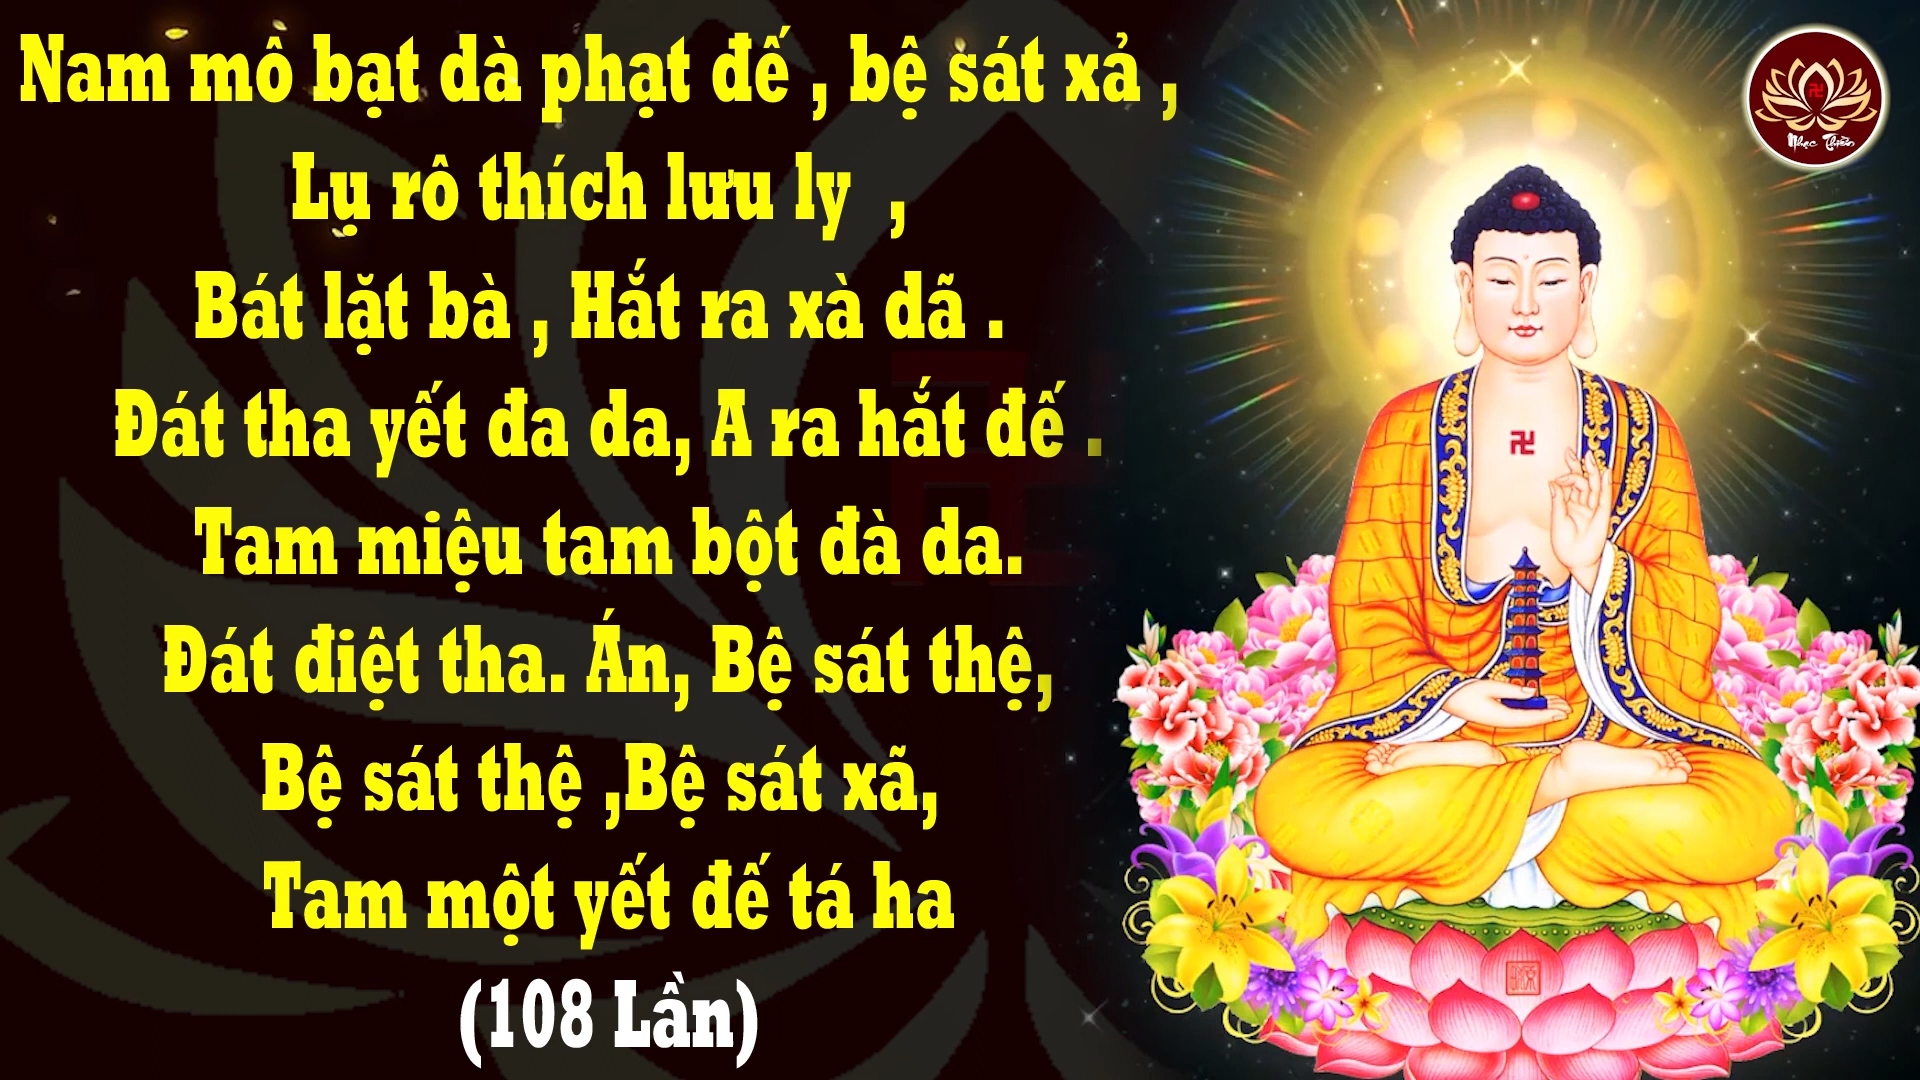 Nam mô bạt dà phạt đế , bệ sát xả ,
Lụ rô thích lưu ly ,
Bát lặt bà , Hắt ra xà dã .
Đát tha yết đa da, A ra hắt đế .
Tam miệu tam bột đà da.
Đát điệt tha. Án, Bệ sát thệ,
Bệ sát thệ ,Bệ sát xã,
Tam một yết đế tá ha
(108 Lần)
Nhạc Thiền